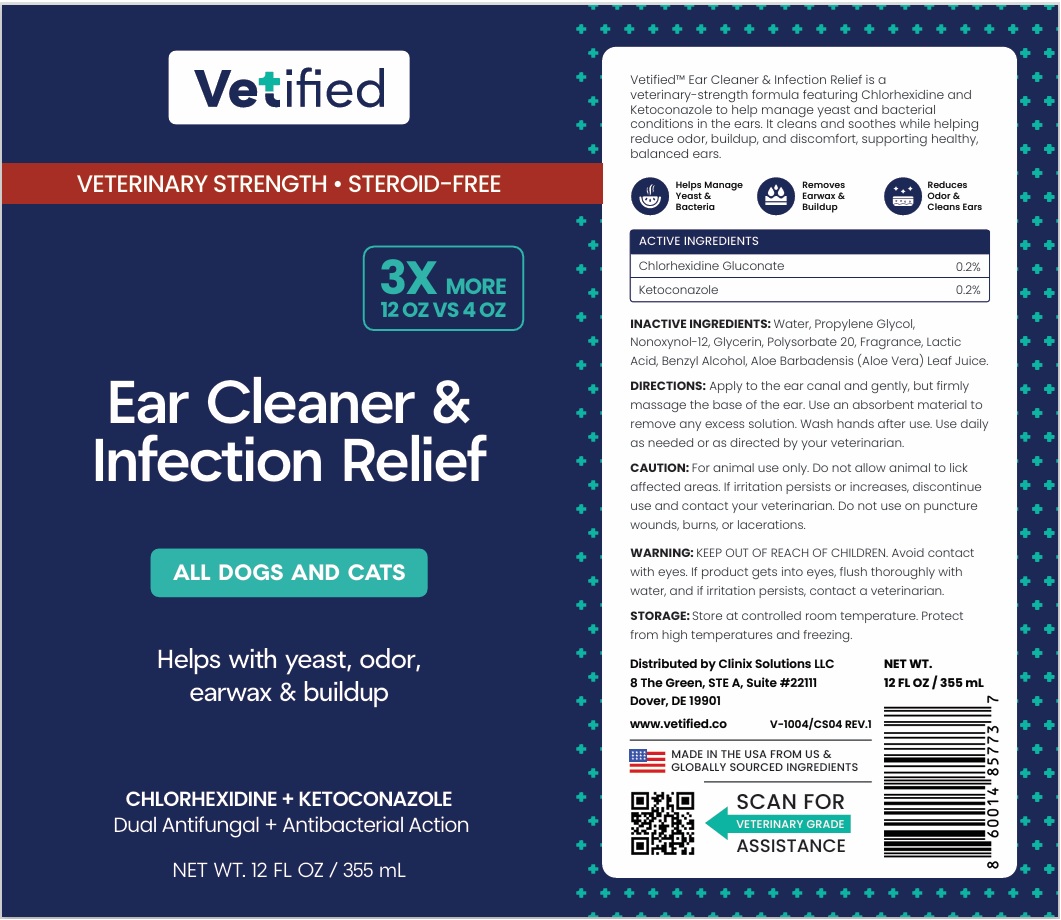 Vetified
VETERINARY STRENGTH • STEROID-FREE
3X MORE
12 OZ VS 4 OZ
Ear Cleaner &
Infection Relief
ALL DOGS AND CATS
Helps with yeast, odor,
earwax & buildup
CHLORHEXIDINE + KETOCONAZOLE
Dual Antifungal + Antibacterial Action
NET WT. 12 FL OZ / 355 mL
Vetified™ Ear Cleaner & Infection Relief is a
veterinary-strength formula featuring Chlorhexidine and
Ketoconazole to help manage yeast and bacterial
conditions in the ears. It cleans and soothes while helping
reduce odor, buildup, and discomfort, supporting healthy,
balanced ears.
Helps Manage
Yeast &
Bacteria
Removes
Earwax &
Buildup
Reduces
Odor &
Cleans Ears
ACTIVE INGREDIENTS
Chlorhexidine Gluconate 0.2%
Ketoconazole 0.2%
INACTIVE INGREDIENTS: Water, Propylene Glycol,
Nonoxynol-12, Glycerin, Polysorbate 20, Fragrance, Lactic
Acid, Benzyl Alcohol, Aloe Barbadensis (Aloe Vera) Leaf Juice.
DIRECTIONS: Apply to the ear canal and gently, but firmly
massage the base of the ear. Use an absorbent material to
remove any excess solution. Wash hands after use. Use daily
as needed or as directed by your veterinarian.
CAUTION: For animal use only. Do not allow animal to lick
affected areas. If irritation persists or increases, discontinue
use and contact your veterinarian. Do not use on puncture
wounds, burns, or lacerations.
WARNING: KEEP OUT OF REACH OF CHILDREN. Avoid contact
with eyes. If product gets into eyes, flush thoroughly with
water, and if irritation persists, contact a veterinarian.
STORAGE: Store at controlled room temperature. Protect
from high temperatures and freezing.
Distributed by Clinix Solutions LLC
8 The Green, STE A, Suite #22111
Dover, DE 19901
www.vetified.co V-1004/CS04 REV.1
NET WT.
12 FL OZ / 355 mL
MADE IN THE USA FROM US &
GLOBALLY SOURCED INGREDIENTS
SCAN FOR
VETERINARY GRADE
ASSISTANCE
8 60014 85773 7